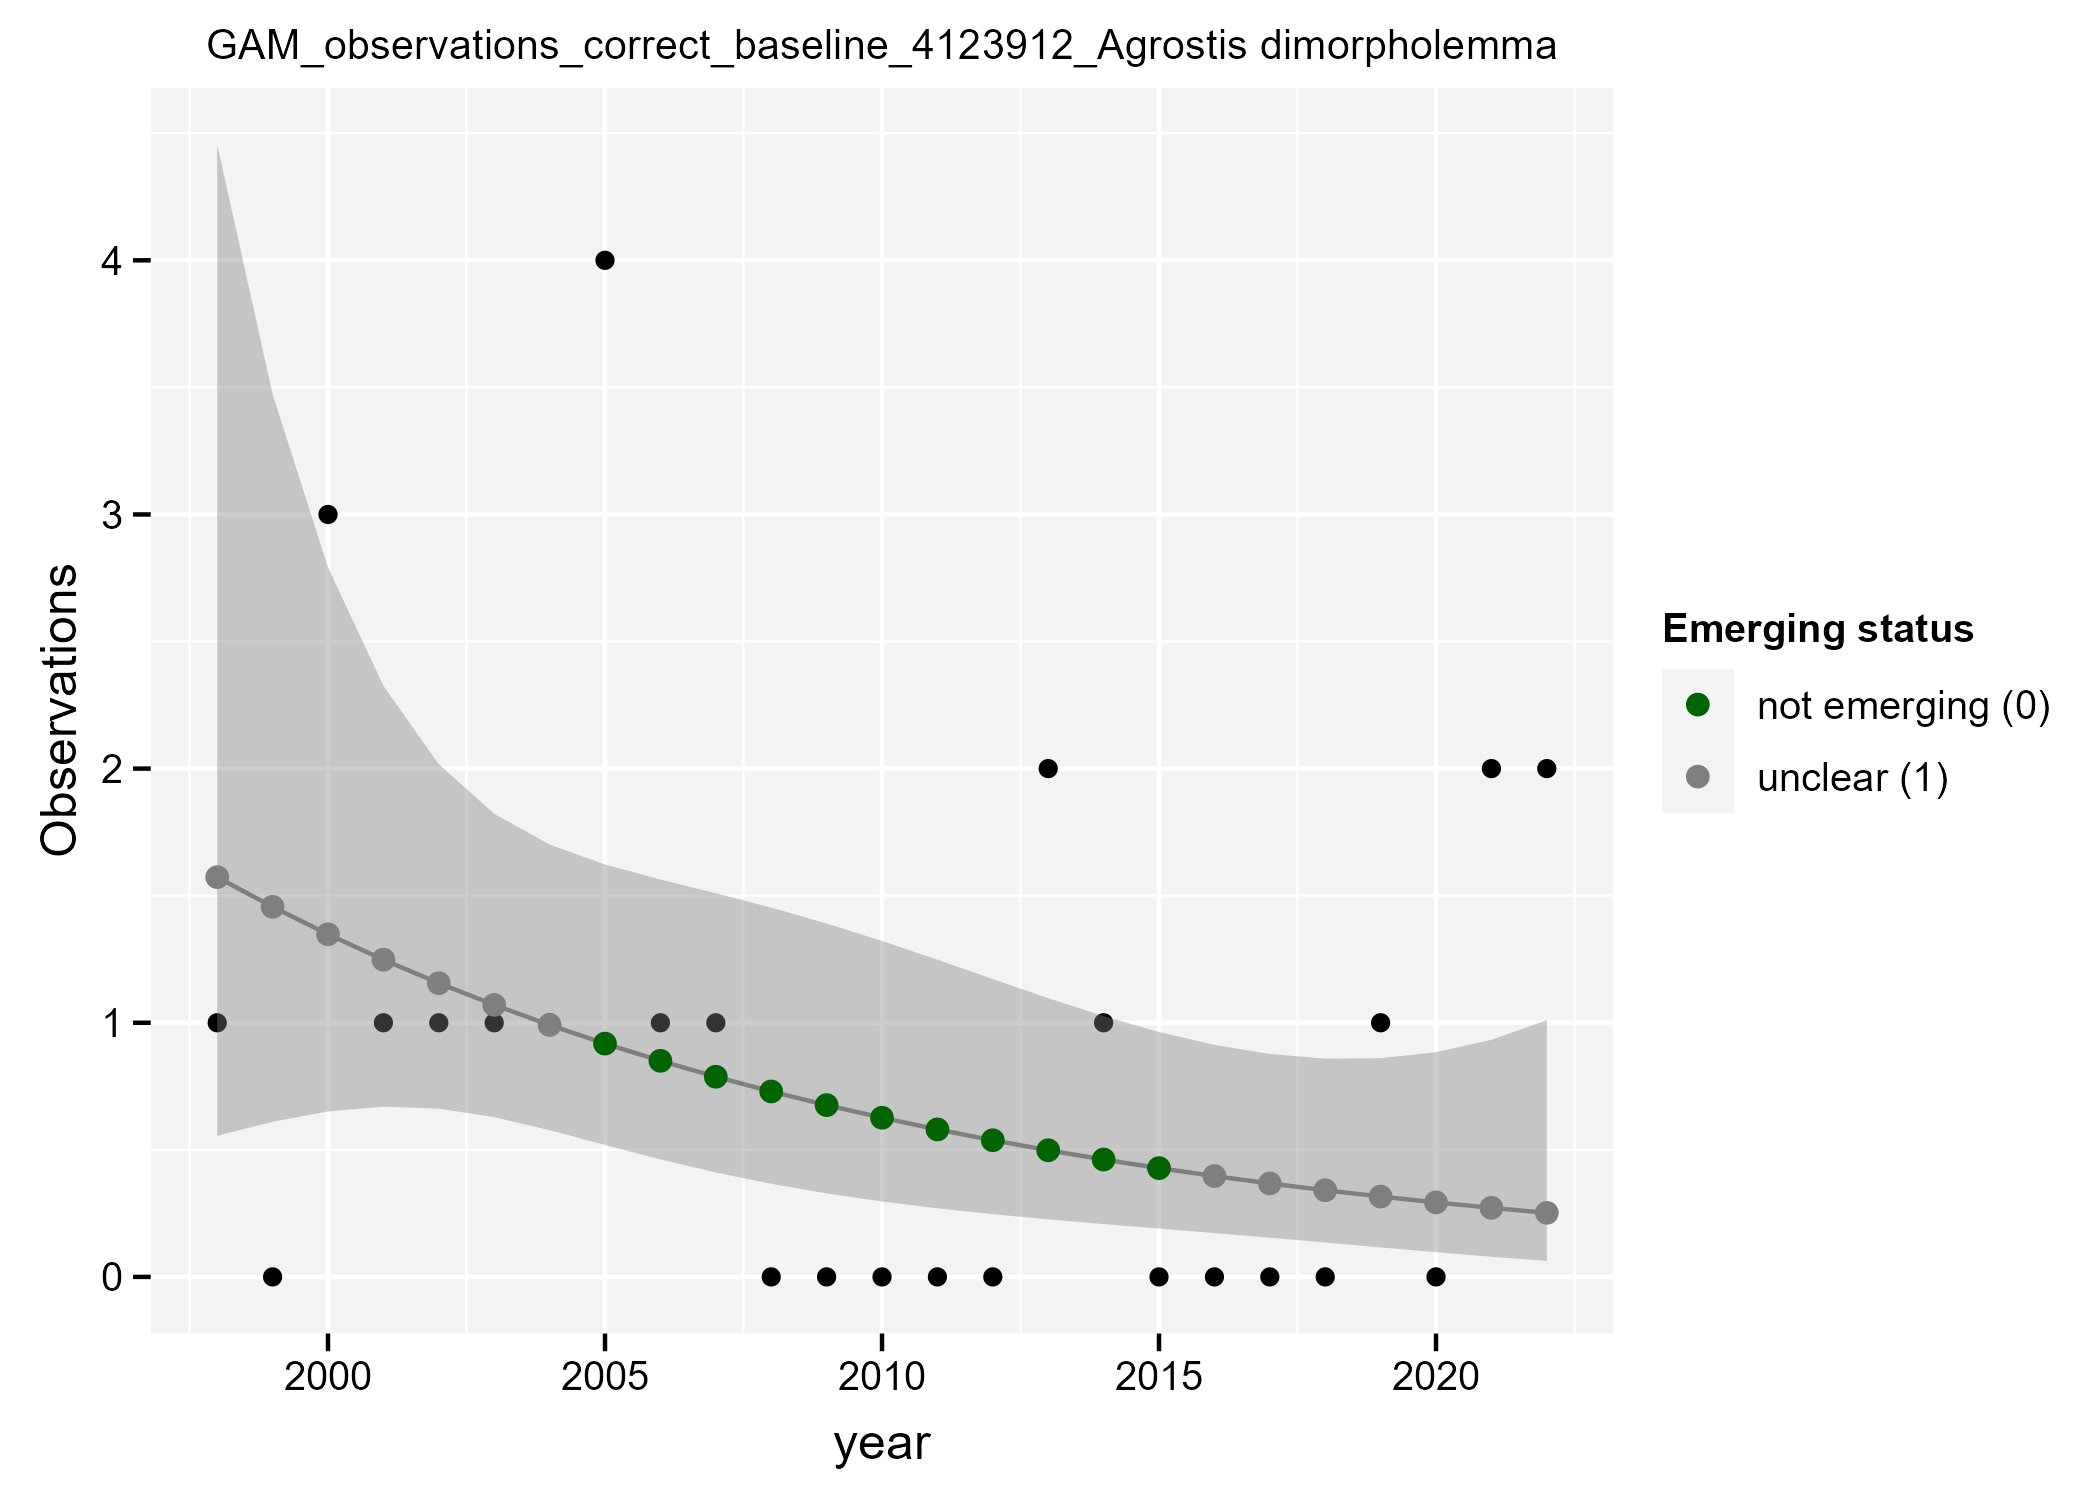 GAM_observations_correct_baseline_4123912_Agrostis dimorpholemma
Observations
4
3
2
1
0
2000 2005 2010 2015 2020
year
Emerging status
not emerging (0)
unclear (1)